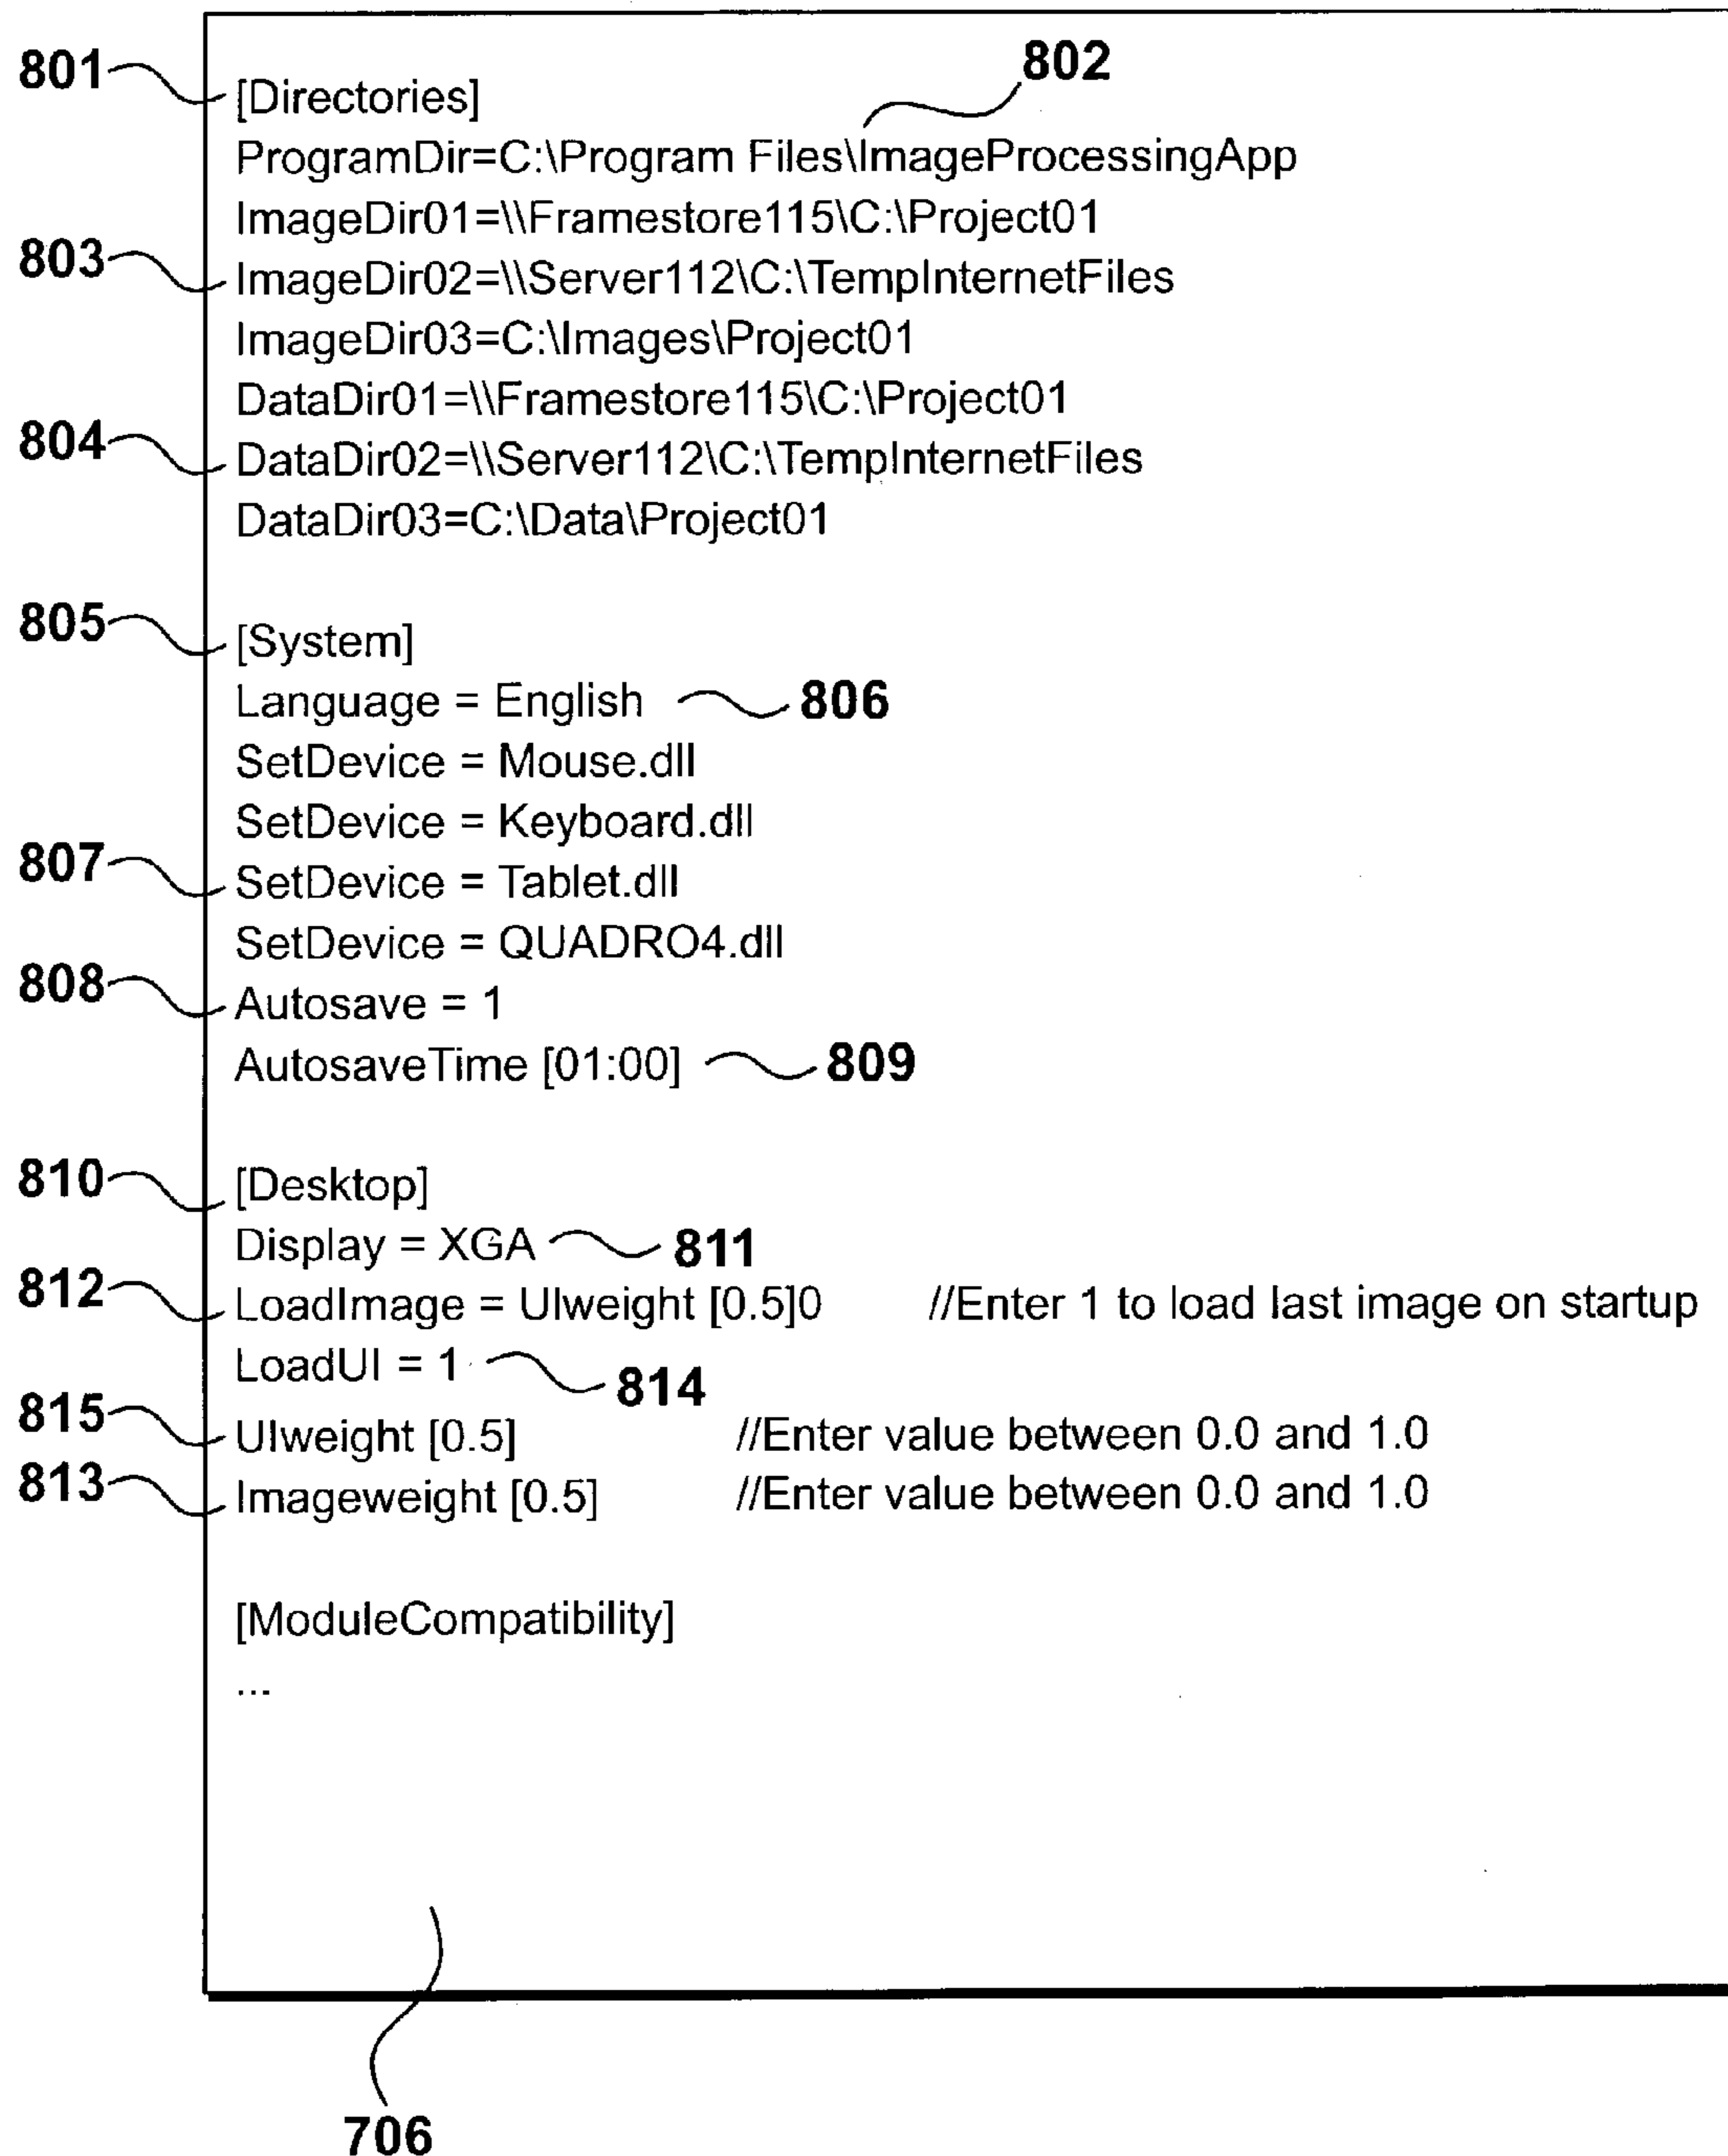 801 [Directories] 802
ProgramDir=C:\Program Files\ImageProcessingApp
ImageDir01=\\Framestore115\C:\Project01
803 ImageDir02=\\Server112\C:\TempInternetFiles
ImageDir03=C:\Images\Project01
DataDir01=\\Framestore115\C:\Project01
804 DataDir02=\\Server112\C:\TempInternetFiles
DataDir03=C:\Data\Project01
805 [System]
Language = English 806
SetDevice = Mouse.dll
SetDevice = Keyboard.dll
807 SetDevice = Tablet.dll
SetDevice = QUADRO4.dll
808 Autosave = 1
AutosaveTime [01:00] 809
810 [Desktop]
Display = XGA 811
812 LoadImage = UIweight [0.5]0 //Enter 1 to load last image on startup
LoadUI = 1 814
815 UIweight [0.5] //Enter value between 0.0 and 1.0
813 Imageweight [0.5] //Enter value between 0.0 and 1.0
[ModuleCompatibility]
...
706